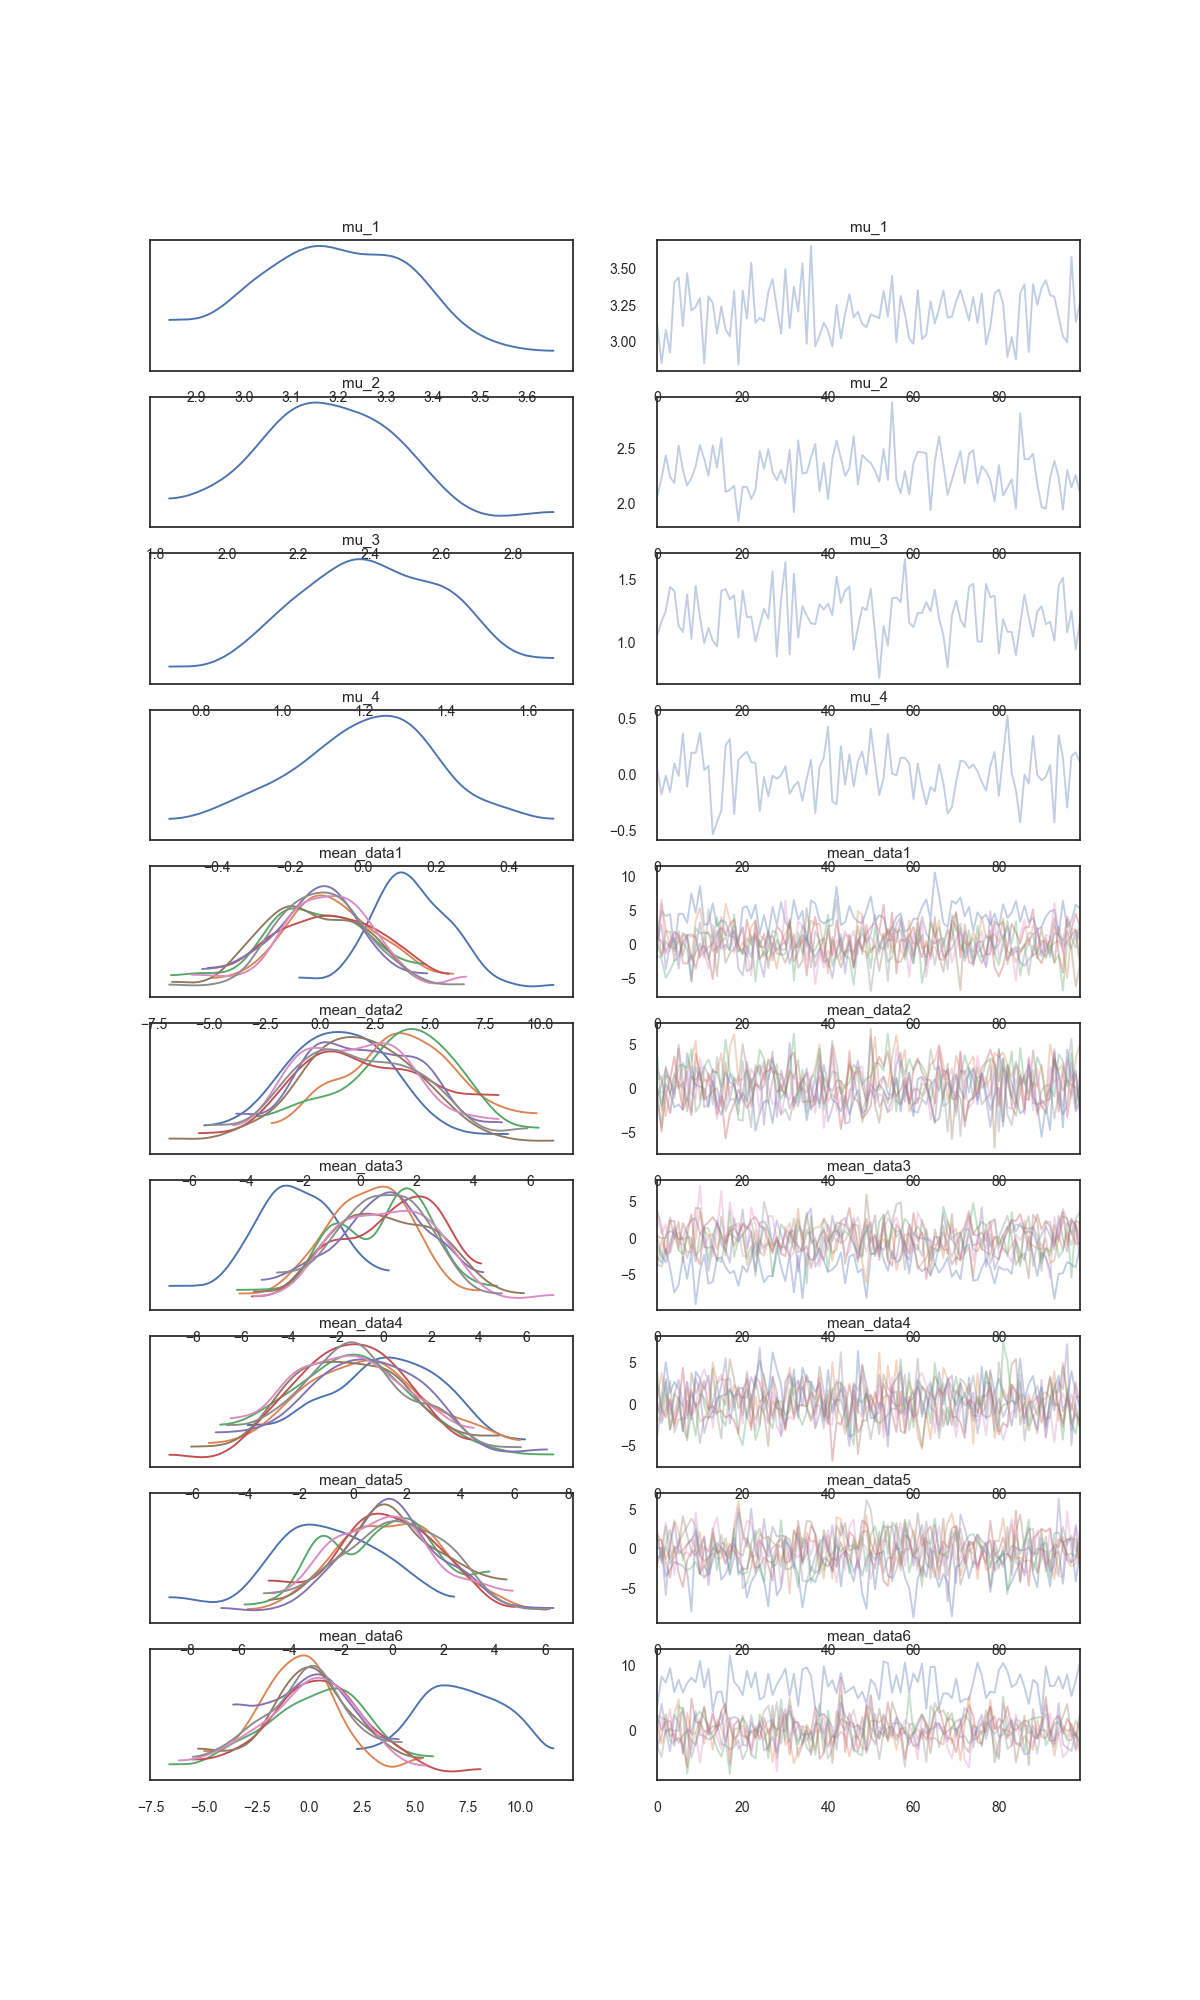 mu_1 mu_1
3.50
3.25
3.00
2.9 3.0 3.1 3.2 3.3 3.4 3.5 3.6 0 20 40 60 80
mu_2 mu_2
2.5
2.0
1.8 2.0 2.2 2.4 2.6 2.8 0 20 40 60 80
mu_3 mu_3
1.5
1.0
0.8 1.0 1.2 1.4 1.6 0 20 40 60 80
mu_4 mu_4
0.5
0.0
−0.5
−0.4 −0.2 0.0 0.2 0.4 0 20 40 60 80
mean_data1 mean_data1
10
5
0
−5
−7.5 −5.0 −2.5 0.0 2.5 5.0 7.5 10.0 0 20 40 60 80
mean_data2 mean_data2
5
0
−5
−6 −4 −2 0 2 4 6 0 20 40 60 80
mean_data3 mean_data3
5
0
−5
−8 −6 −4 −2 0 2 4 6 0 20 40 60 80
mean_data4 mean_data4
5
0
−5
−6 −4 −2 0 2 4 6 8 0 20 40 60 80
mean_data5 mean_data5
5
0
−5
−8 −6 −4 −2 0 2 4 6 0 20 40 60 80
mean_data6 mean_data6
10
0
−7.5 −5.0 −2.5 0.0 2.5 5.0 7.5 10.0 0 20 40 60 80